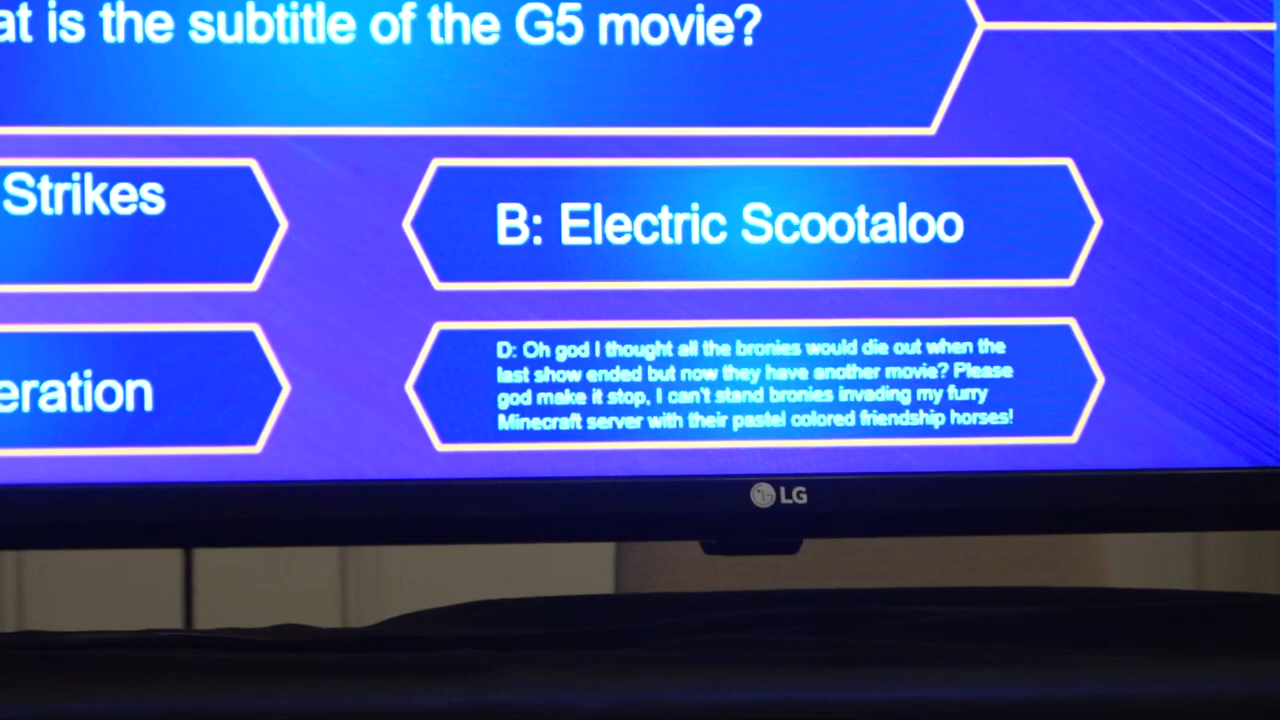 at is the subtitle of the G5 movie?
Strikes
B: Electric Scootaloo
eration
D: Oh god I thought all the bronies would die out when the
last show ended but now they have another movie? Please
god make it stop, I can't stand bronies invading my furry
Minecraft server with their pastel colored friendship horses!
LG